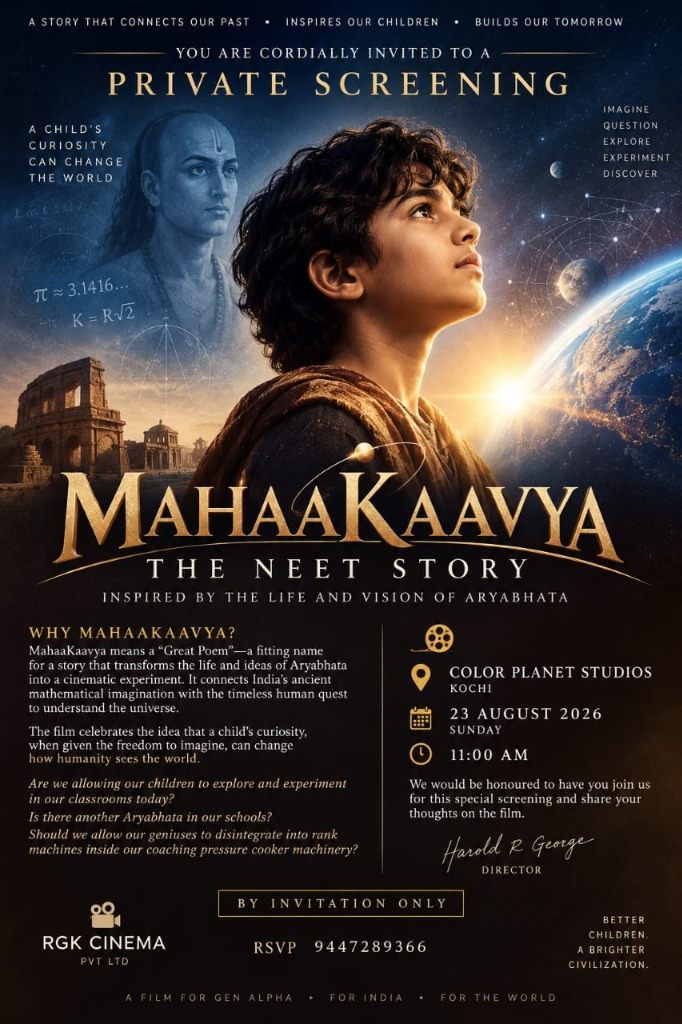 A STORY THAT CONNECTS OUR PAST • INSPIRES OUR CHILDREN • BUILDS OUR TOMORROW
YOU ARE CORDIALLY INVITED TO A
PRIVATE SCREENING
A CHILD'S
CURIOSITY
CAN CHANGE
THE WORLD
IMAGINE
QUESTION
EXPLORE
EXPERIMENT
DISCOVER
π ≈ 3.1416...
K = R√2
MAHAAKAAVYA
THE NEET STORY
INSPIRED BY THE LIFE AND VISION OF ARYABHATA
WHY MAHAAKAAVYA?
MahaaKaavya means a “Great Poem”—a fitting name
for a story that transforms the life and ideas of Aryabhata
into a cinematic experiment. It connects India's ancient
mathematical imagination with the timeless human quest
to understand the universe.
The film celebrates the idea that a child's curiosity,
when given the freedom to imagine, can change
how humanity sees the world.
Are we allowing our children to explore and experiment
in our classrooms today?
Is there another Aryabhata in our schools?
Should we allow our geniuses to disintegrate into rank
machines inside our coaching pressure cooker machinery?
COLOR PLANET STUDIOS
KOCHI
23 AUGUST 2026
SUNDAY
11:00 AM
We would be honoured to have you join us
for this special screening and share your
thoughts on the film.
Harold R George
DIRECTOR
BY INVITATION ONLY
RGK CINEMA
PVT LTD
RSVP 9447289366
BETTER
CHILDREN.
A BRIGHTER
CIVILIZATION.
A FILM FOR GEN ALPHA • FOR INDIA • FOR THE WORLD